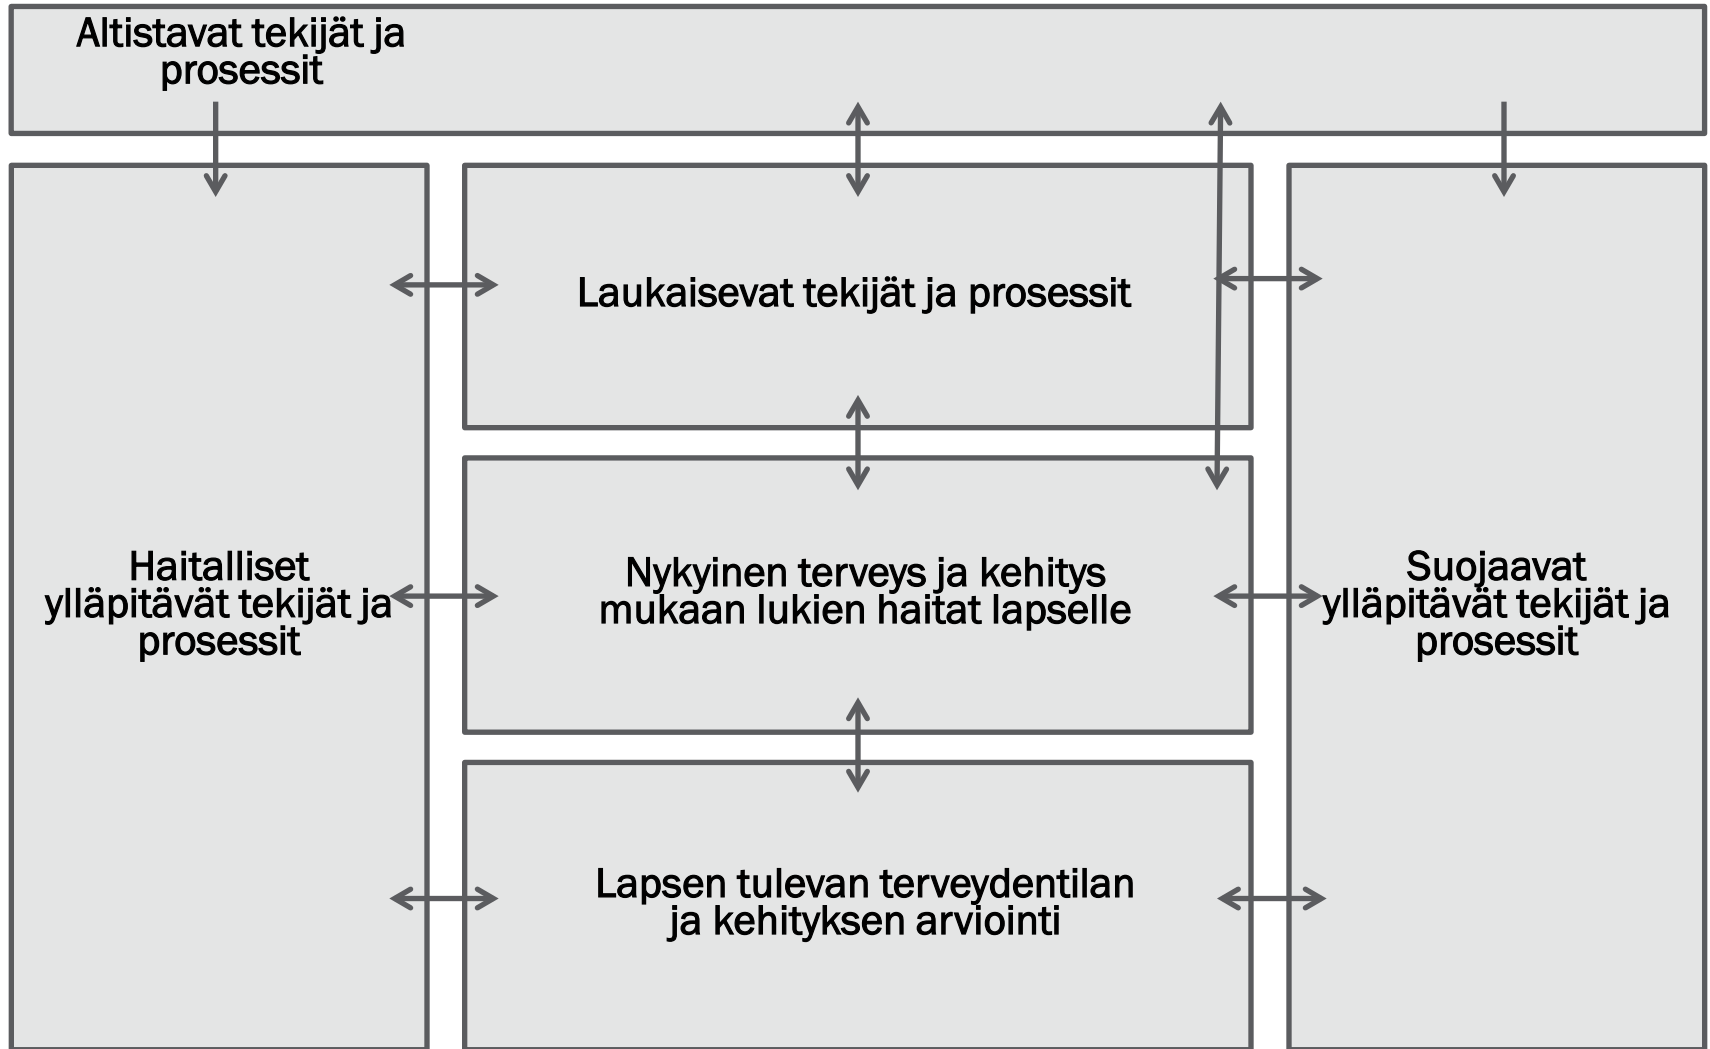 Altistavat tekijät ja
prosessit
Laukaisevat tekijät ja prosessit
Haitalliset
ylläpitävät tekijät ja
prosessit
Nykyinen terveys ja kehitys
mukaan lukien haitat lapselle
Suojaavat
ylläpitävät tekijät ja
prosessit
Lapsen tulevan terveydentilan
ja kehityksen arviointi